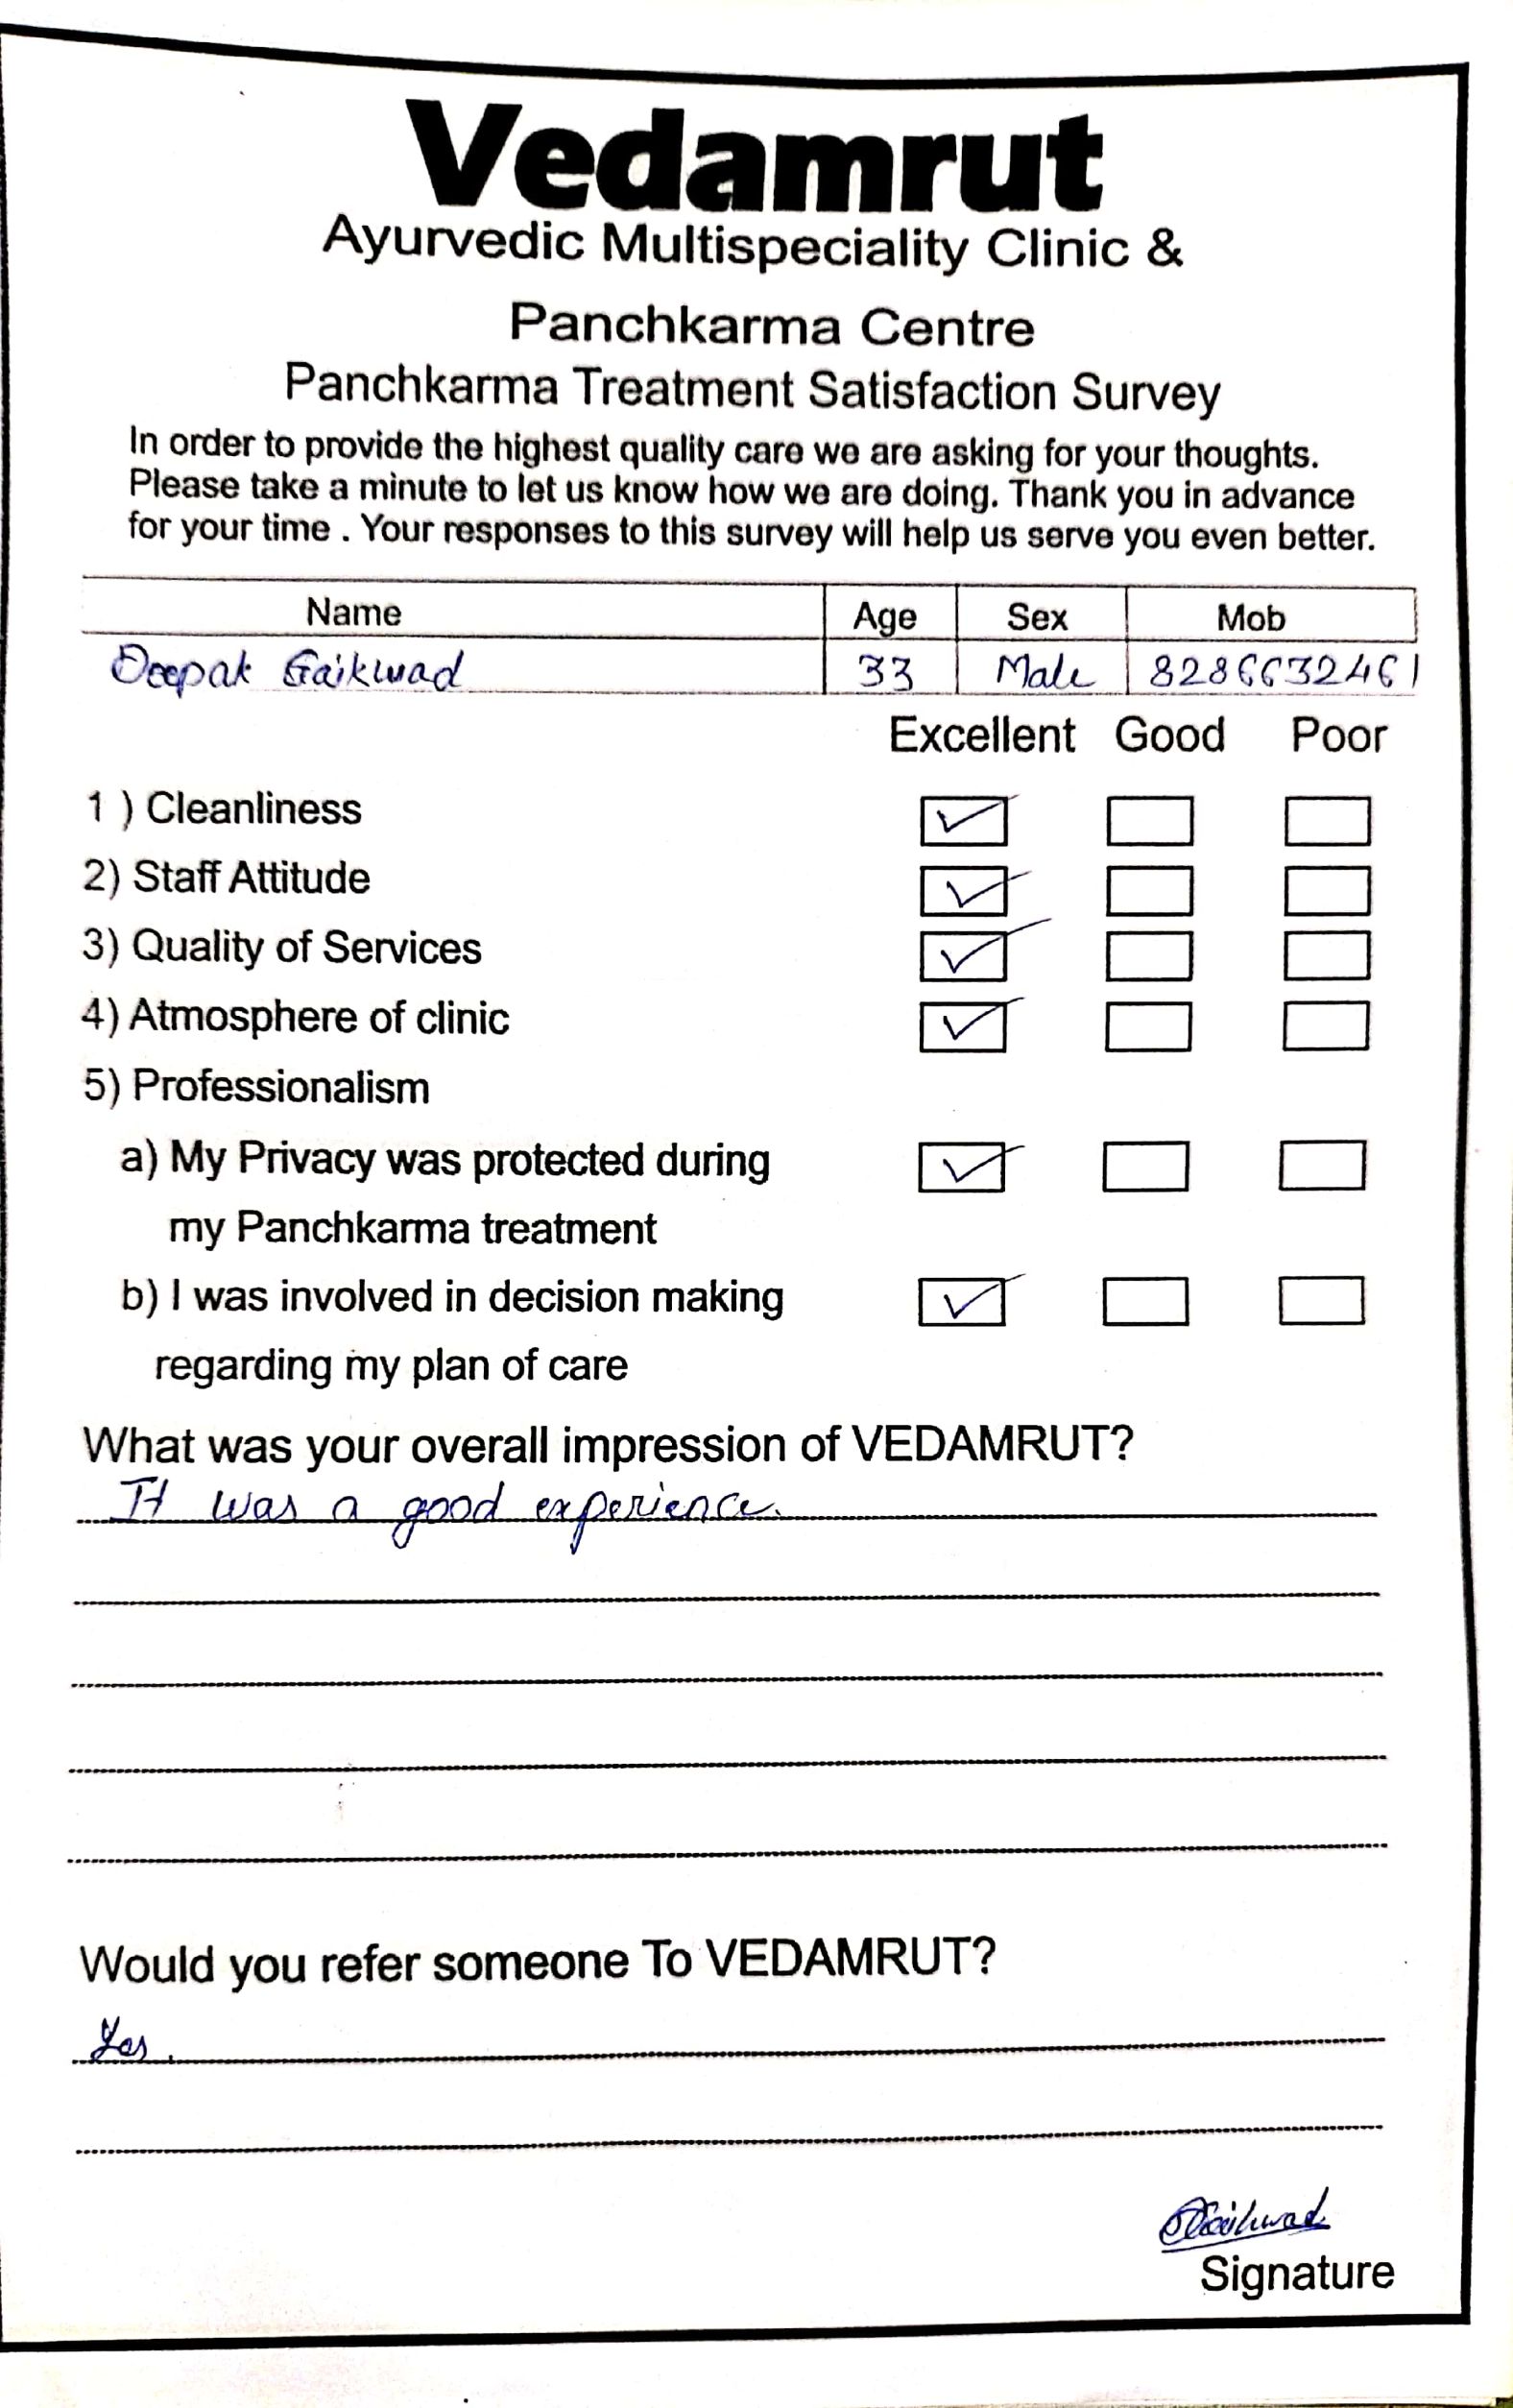 Vedamrut
Ayurvedic Multispeciality Clinic &
Panchkarma Centre
Panchkarma Treatment Satisfaction Survey
In order to provide the highest quality care we are asking for your thoughts.
Please take a minute to let us know how we are doing. Thank you in advance
for your time . Your responses to this survey will help us serve you even better.
Name Age Sex Mob
Deepak Gaikwad 33 Male 8286632461
Excellent Good Poor
1 ) Cleanliness ✓
2) Staff Attitude ✓
3) Quality of Services ✓
4) Atmosphere of clinic ✓
5) Professionalism
a) My Privacy was protected during ✓
my Panchkarma treatment
b) I was involved in decision making ✓
regarding my plan of care
What was your overall impression of VEDAMRUT?
It was a good experience.
Would you refer someone To VEDAMRUT?
Yes.
DGaikwad
Signature